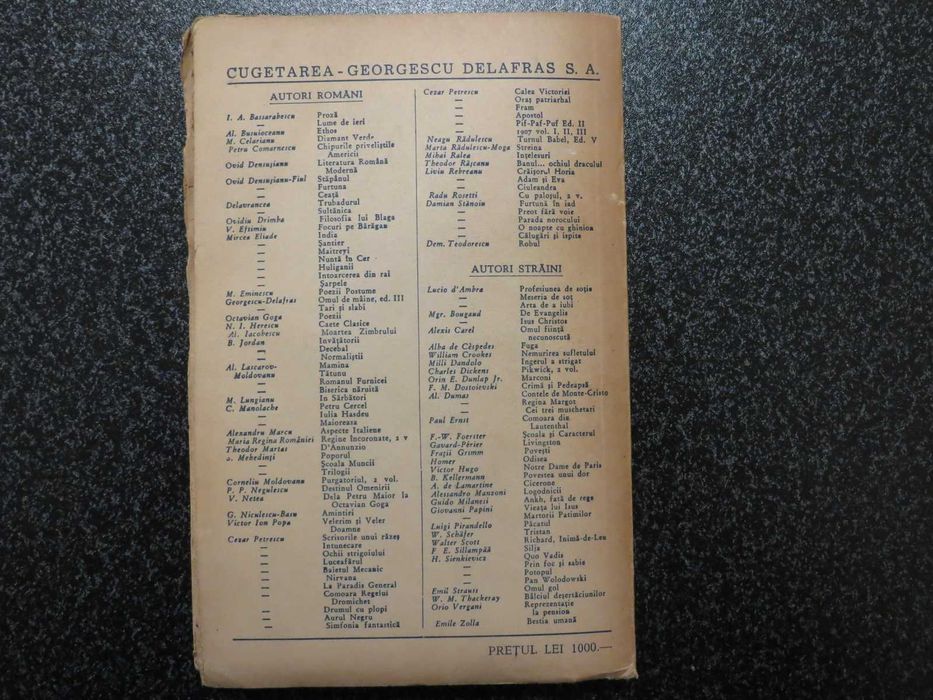 CUGETAREA - GEORGESCU DELAFRAS S. A.
AUTORI ROMÂNI
I. A. Bassarabescu Proză
— Lume de ieri
Al. Busuioceanu Ethos
M. Celarianu Diamant Verde
Petru Comarnescu Chipurile priveliștile
Americii
Ovid Densușianu Literatura Română
Modernă
Ovid Densușianu-Fiul Stăpânul
— Furtuna
— Ceață
Delavrancea Trubadurul
— Sultănica
Ovidiu Drimba Filosofia lui Blaga
V. Eftimiu Focuri pe Bărăgan
Mircea Eliade India
— Șantier
— Maitreyi
— Nuntă în Cer
— Huliganii
— Intoarcerea din rai
— Șarpele
M. Eminescu Poezii Postume
Georgescu-Delafras Omul de mâine, ed. III
— Tari și slabi
Octavian Goga Poezii
N. I. Herescu Caete Clasice
Al. Iacobescu Moartea Zimbrului
B. Jordan Invățătorii
— Decebal
— Normaliștii
Al. Lascarov- Mamina
Moldovanu Tătunu
— Romanul Furnicei
— Biserica năruită
M. Lungianu In Sărbători
C. Manolache Petru Cercel
— Iulia Hasdeu
— Maioreasa
Alexandru Marcu Aspecte Italiene
Maria Regina României Regine Incoronate, 2 v
Theodor Martas D'Annunzio
S. Mehedinți Poporul
— Școala Muncii
— Trilogii
Corneliu Moldovanu Purgatoriul, 2 vol.
P. P. Negulescu Destinul Omenirii
V. Netea Dela Petru Maior la
Octavian Goga
G. Niculescu-Basu Amintiri
Victor Ion Popa Velerim și Veler
Doamne
Cezar Petrescu Scrisorile unui răzeș
— Intunecare
— Ochii strigoiului
— Luceafărul
— Baietul Mecanic
— Nirvana
— La Paradis General
— Comoara Regelui
Dromichet
— Drumul cu plopi
— Aurul Negru
— Simfonia fantastică
Cezar Petrescu Calea Victoriei
— Oraș patriarhal
— Fram
— Apostol
— Pif-Paf-Puf Ed. II
— 1907 vol. I, II, III
Neagu Rădulescu Turnul Babel, Ed. V
Marta Rădulescu-Moga Streina
Mihai Ralea Ințelesuri
Theodor Râșcanu Banul... ochiul dracului
Liviu Rebreanu Crăișorul Horia
— Adam și Eva
— Ciuleandra
Radu Rosetti Cu paloșul, 2 v.
Damian Stănoiu Furtună în iad
— Preot fără voie
— Parada norocului
— O noapte cu ghinion
— Călugări și ispite
Dem. Teodorescu Robul
AUTORI STRĂINI
Lucio d'Ambra Profesiunea de soție
— Meseria de soț
— Arta de a iubi
Mgr. Bougaud De Evangelis
— Isus Christos
Alexis Carel Omul ființă
necunoscută
Alba de Cèspedes Fuga
William Crookes Nemurirea sufletului
Milli Dandolo Ingerul a strigat
Charles Dickens Pikwick, 2 vol.
Orin E. Dunlap Jr. Marconi
F. M. Dostoievski Crimă și Pedeapsă
Al. Dumas Contele de Monte-Cristo
— Regina Margot
— Cei trei muschetari
Paul Ernst Comoara din
Lautenthal
F.-W. Foerster Școala și Caracterul
Gavard-Périer Livingston
Frații Grimm Povești
Homer Odisea
Victor Hugo Notre Dame de Paris
B. Kellermann Povestea unui dor
A. de Lamartine Cicerone
Alessandro Manzoni Logodnicii
Guido Milanesi Ankh, fată de rege
Giovanni Papini Vieața lui Isus
— Martorii Patimilor
Luigi Pirandello Păcatul
W. Schäfer Tristan
Walter Scott Richard, Inimă-de-Leu
F E. Sillampää Silja
H. Sienkievicz Quo Vadis
— Prin foc și sabie
— Potopul
— Pan Wolodowski
Emil Strauss Omul gol
W. M. Thackeray Bâlciul deșertăciunilor
Orio Vergani Reprezentație
la pension
Emile Zolla Bestia umană
PREȚUL LEI 1000.—